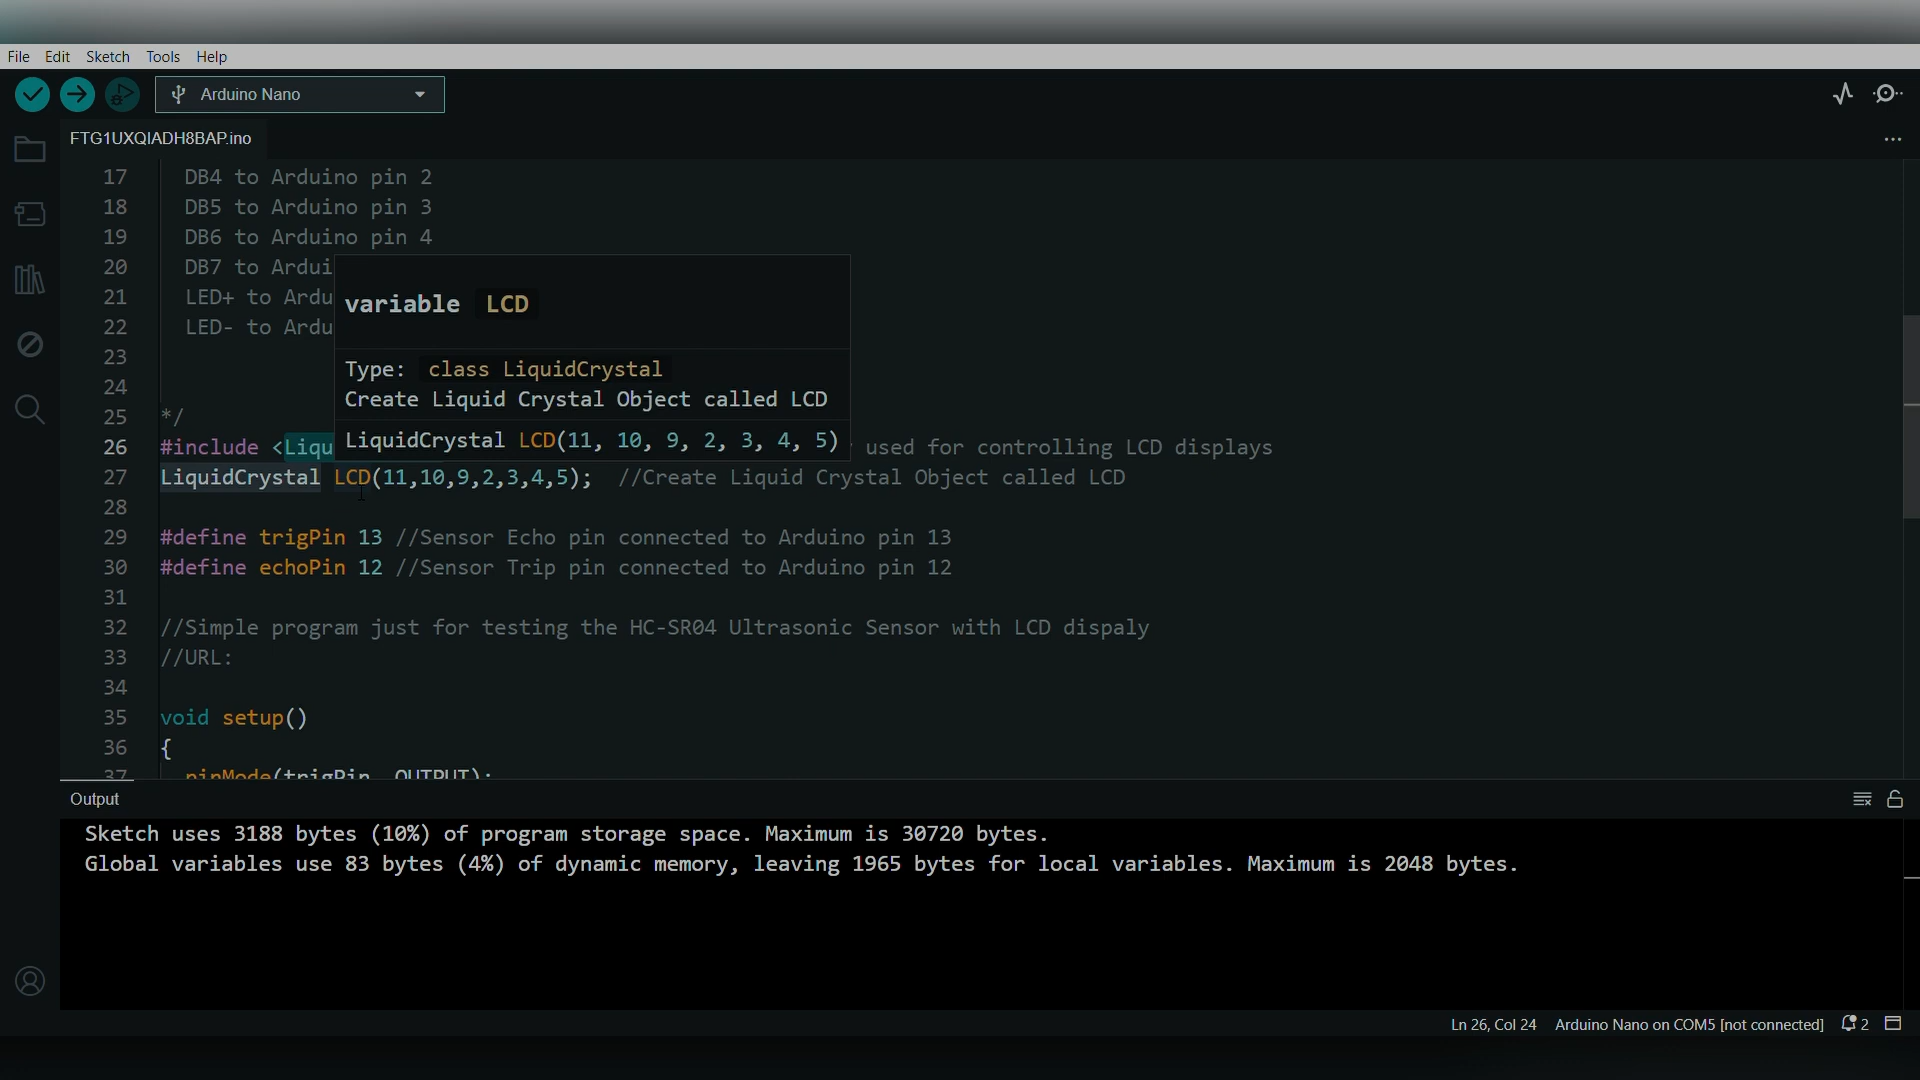 File Edit Sketch Tools Help
Arduino Nano
FTG1UXQIADH8BAP.ino
17 DB4 to Arduino pin 2
18 DB5 to Arduino pin 3
19 DB6 to Arduino pin 4
20 DB7 to Ardui
21 LED+ to Ardu
22 LED- to Ardu
23
24
25 */
variable LCD
Type: class LiquidCrystal
Create Liquid Crystal Object called LCD
LiquidCrystal LCD(11, 10, 9, 2, 3, 4, 5)
26 #include <Liqu used for controlling LCD displays
27 LiquidCrystal LCD(11,10,9,2,3,4,5); //Create Liquid Crystal Object called LCD
28
29 #define trigPin 13 //Sensor Echo pin connected to Arduino pin 13
30 #define echoPin 12 //Sensor Trip pin connected to Arduino pin 12
31
32 //Simple program just for testing the HC-SR04 Ultrasonic Sensor with LCD dispaly
33 //URL:
34
35 void setup()
36 {
37 pinMode(trigPin, OUTPUT);
Output
Sketch uses 3188 bytes (10%) of program storage space. Maximum is 30720 bytes.
Global variables use 83 bytes (4%) of dynamic memory, leaving 1965 bytes for local variables. Maximum is 2048 bytes.
Ln 26, Col 24 Arduino Nano on COM5 [not connected] 2